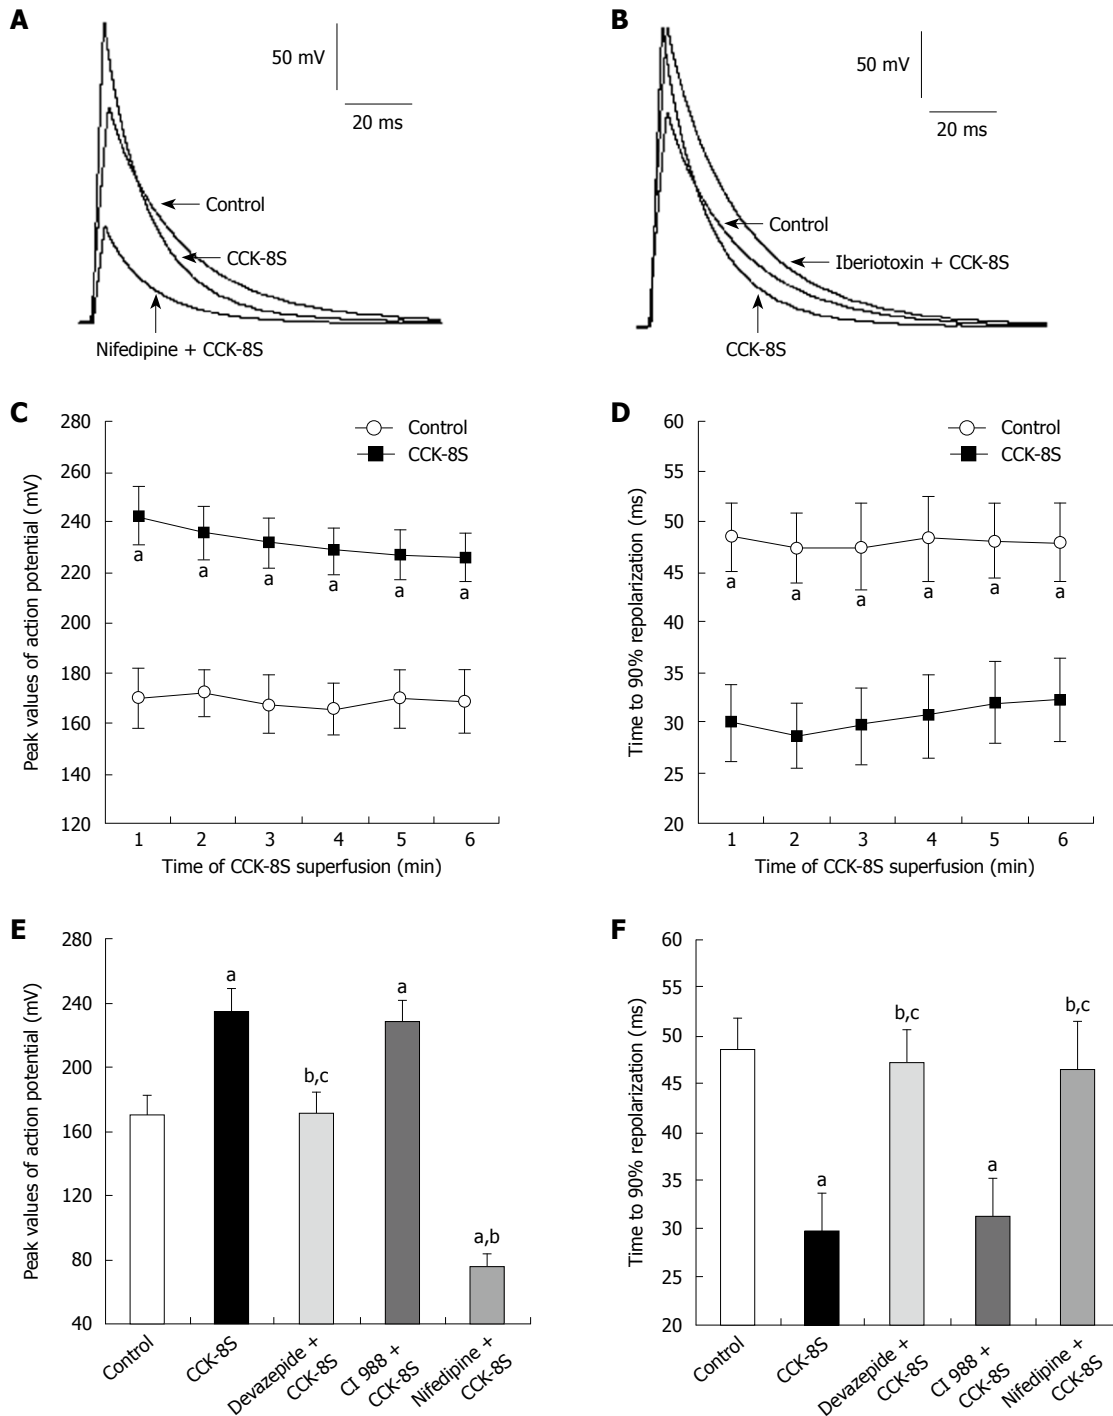 A
50 mV
20 ms
Control
CCK-8S
Nifedipine + CCK-8S
B
50 mV
20 ms
Control
Iberiotoxin + CCK-8S
CCK-8S
C
Peak values of action potential (mV)
280
260
240
220
200
180
160
140
120
Control
CCK-8S
a
a
a
a
a
a
1 2 3 4 5 6
Time of CCK-8S superfusion (min)
D
Time to 90% repolarization (ms)
60
55
50
45
40
35
30
25
20
Control
CCK-8S
a
a
a
a
a
a
1 2 3 4 5 6
Time of CCK-8S superfusion (min)
E
Peak values of action potential (mV)
280
240
200
160
120
80
40
a
b,c
a
a,b
Control
CCK-8S
Devazepide +
CCK-8S
CI 988 +
CCK-8S
Nifedipine +
CCK-8S
F
Time to 90% repolarization (ms)
60
55
50
45
40
35
30
25
20
a
b,c
a
b,c
Control
CCK-8S
Devazepide +
CCK-8S
CI 988 +
CCK-8S
Nifedipine +
CCK-8S